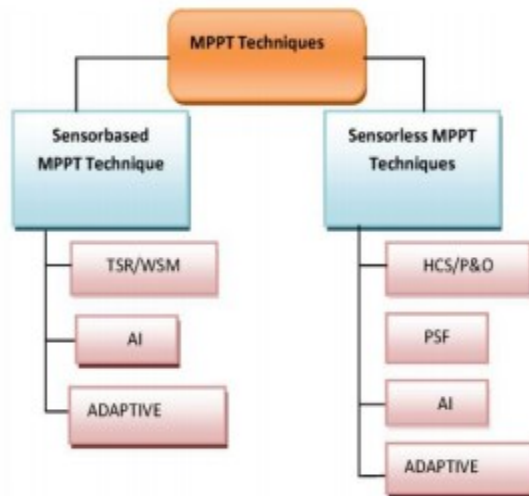 MPPT Techniques
Sensorbased
MPPT Technique
Sensorless MPPT
Techniques
TSR/WSM
AI
ADAPTIVE
HCS/P&O
PSF
AI
ADAPTIVE